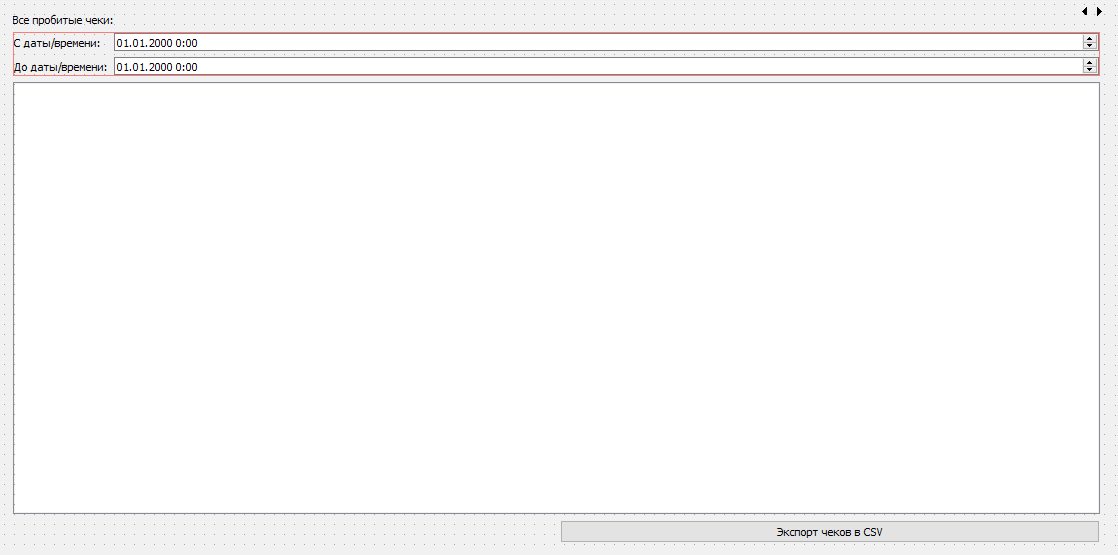 Все пробитые чеки:
С даты/времени: 01.01.2000 0:00
До даты/времени: 01.01.2000 0:00
Экспорт чеков в CSV